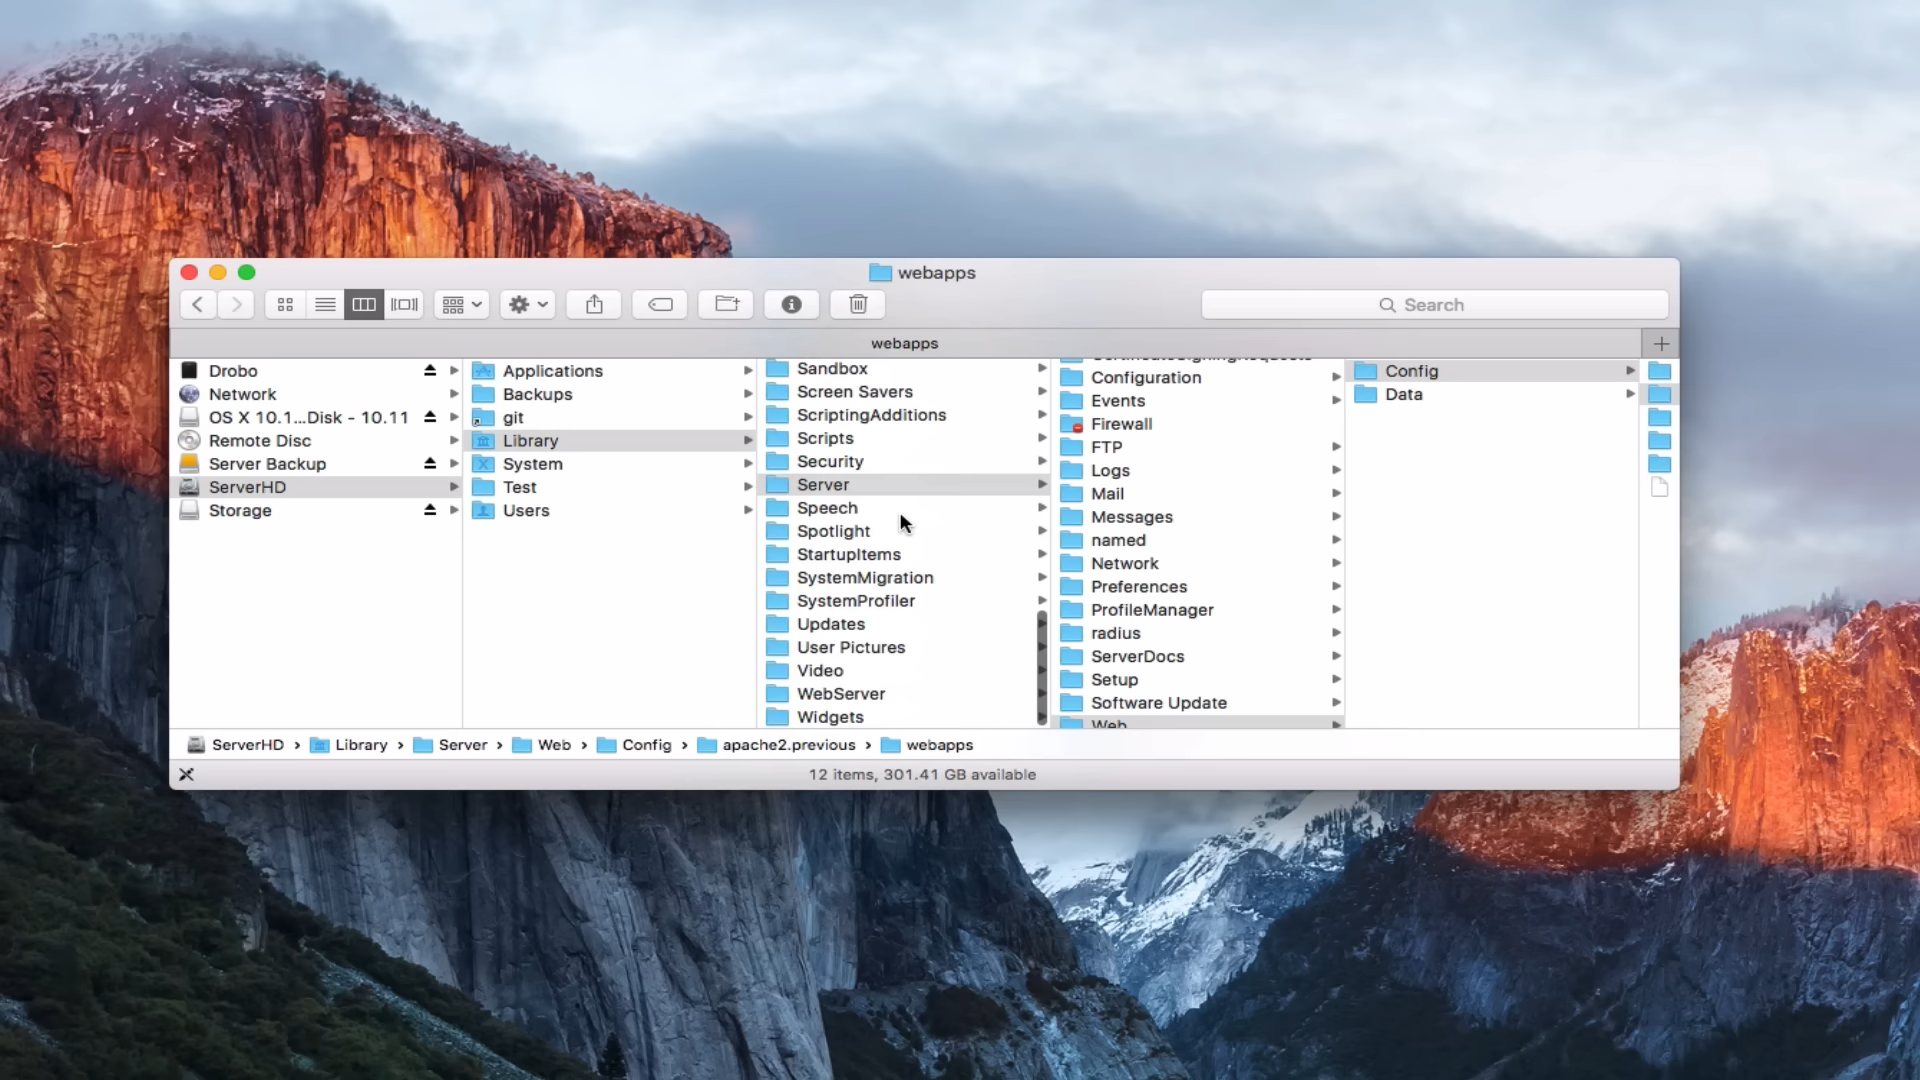 webapps
Search
webapps
Drobo
Network
OS X 10.1...Disk - 10.11
Remote Disc
Server Backup
ServerHD
Storage
Applications
Backups
git
Library
System
Test
Users
Sandbox
Screen Savers
ScriptingAdditions
Scripts
Security
Server
Speech
Spotlight
StartupItems
SystemMigration
SystemProfiler
Updates
User Pictures
Video
WebServer
Widgets
Configuration
Events
Firewall
FTP
Logs
Mail
Messages
named
Network
Preferences
ProfileManager
radius
ServerDocs
Setup
Software Update
Web
Config
Data
ServerHD › Library › Server › Web › Config › apache2.previous › webapps
12 items, 301.41 GB available